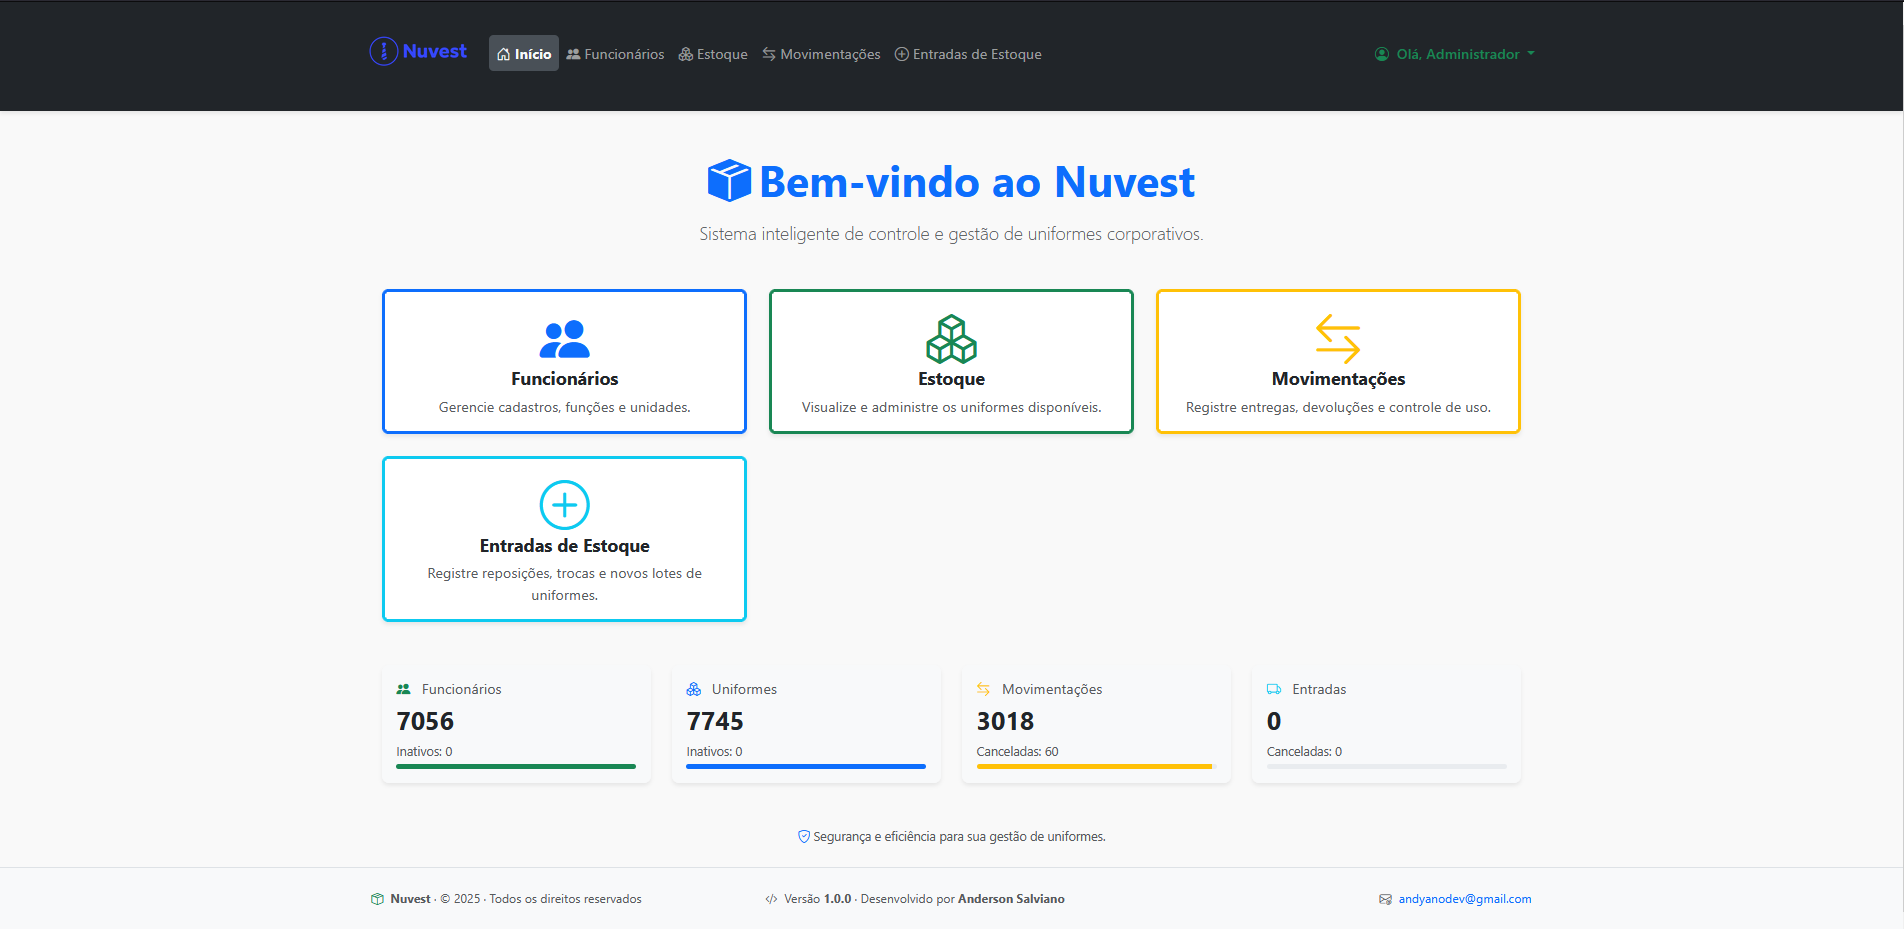 Nuvest
Início
Funcionários
Estoque
Movimentações
Entradas de Estoque
Olá, Administrador
Bem-vindo ao Nuvest
Sistema inteligente de controle e gestão de uniformes corporativos.
Funcionários
Gerencie cadastros, funções e unidades.
Estoque
Visualize e administre os uniformes disponíveis.
Movimentações
Registre entregas, devoluções e controle de uso.
Entradas de Estoque
Registre reposições, trocas e novos lotes de
uniformes.
Funcionários
7056
Inativos: 0
Uniformes
7745
Inativos: 0
Movimentações
3018
Canceladas: 60
Entradas
0
Canceladas: 0
Segurança e eficiência para sua gestão de uniformes.
Nuvest · © 2025 · Todos os direitos reservados
</> Versão 1.0.0 · Desenvolvido por Anderson Salviano
andyanodev@gmail.com